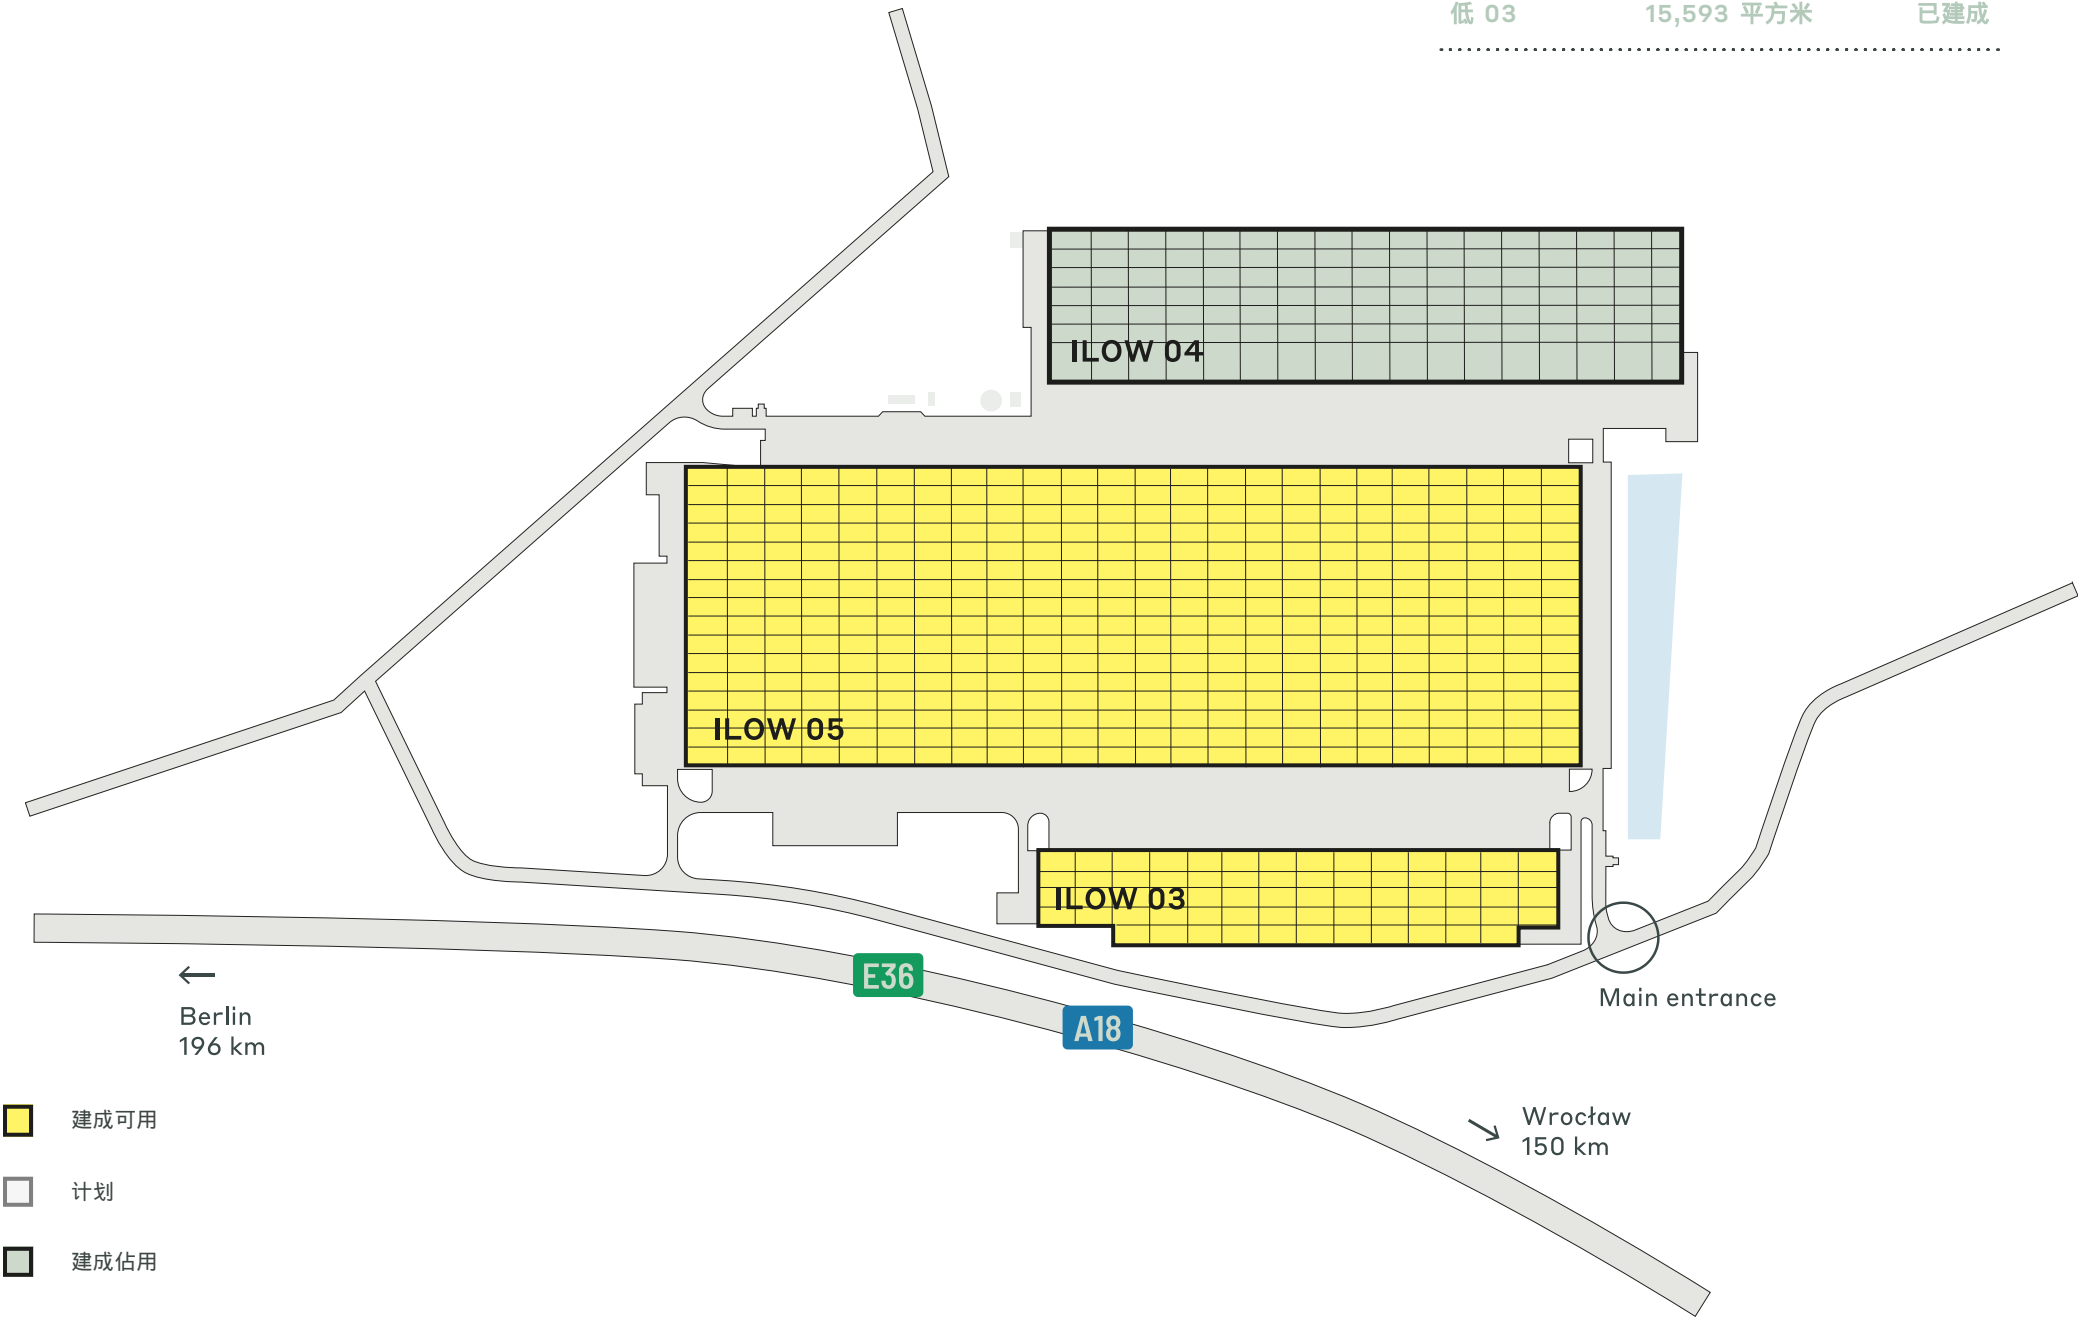 低 03 15,593 平方米 已建成
ILOW 04
ILOW 05
ILOW 03
E36
A18
Main entrance
Berlin
196 km
Wrocław
150 km
建成可用
计划
建成佔用